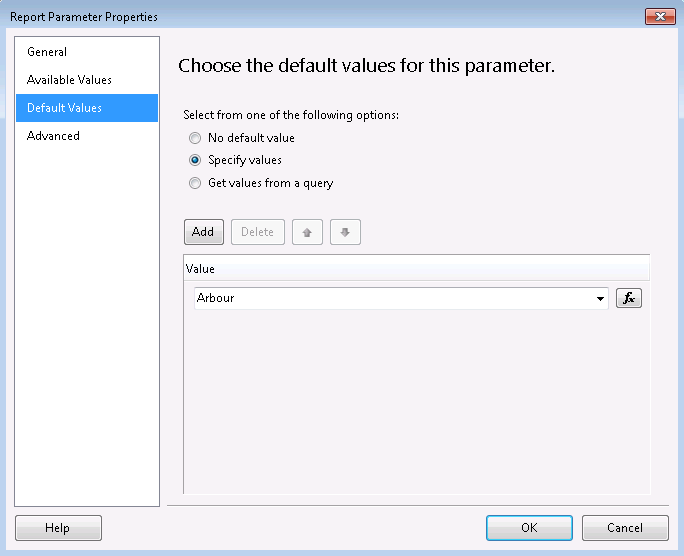 Report Parameter Properties
General
Available Values
Default Values
Advanced
Choose the default values for this parameter.
Select from one of the following options:
No default value
Specify values
Get values from a query
Add
Delete
Value
Arbour
fx
Help
OK
Cancel